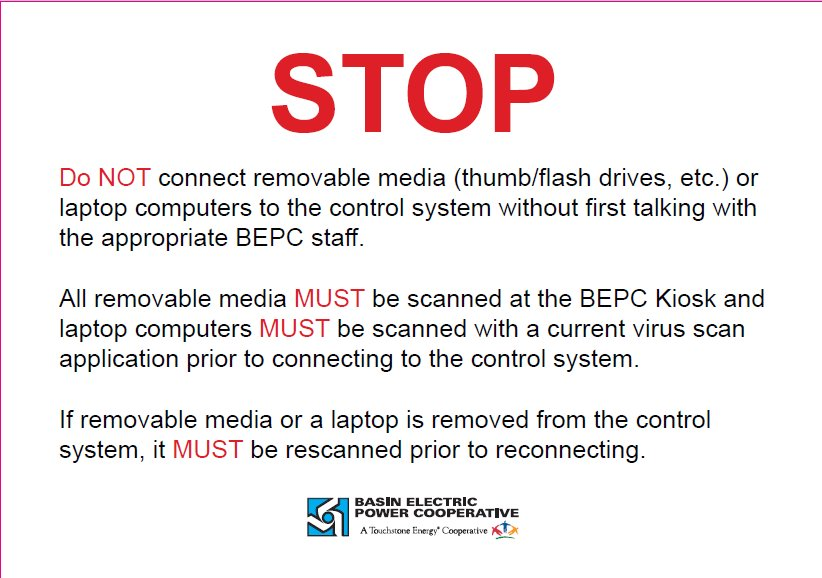 STOP
Do NOT connect removable media (thumb/flash drives, etc.) or
laptop computers to the control system without first talking with
the appropriate BEPC staff.
All removable media MUST be scanned at the BEPC Kiosk and
laptop computers MUST be scanned with a current virus scan
application prior to connecting to the control system.
If removable media or a laptop is removed from the control
system, it MUST be rescanned prior to reconnecting.
BASIN ELECTRIC
POWER COOPERATIVE
A Touchstone Energy® Cooperative